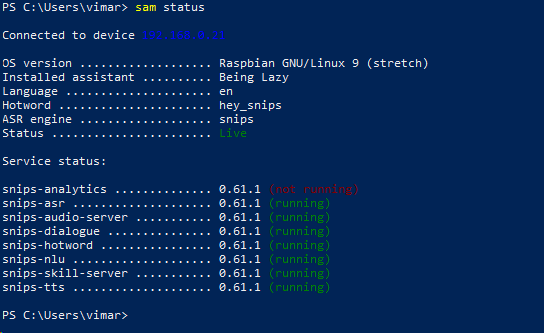 PS C:\Users\vimar> sam status
Connected to device 192.168.0.21
OS version ................... Raspbian GNU/Linux 9 (stretch)
Installed assistant .......... Being Lazy
Language ..................... en
Hotword ...................... hey_snips
ASR engine ................... snips
Status ....................... Live
Service status:
snips-analytics .............. 0.61.1 (not running)
snips-asr .................... 0.61.1 (running)
snips-audio-server ........... 0.61.1 (running)
snips-dialogue ............... 0.61.1 (running)
snips-hotword ................ 0.61.1 (running)
snips-nlu .................... 0.61.1 (running)
snips-skill-server ........... 0.61.1 (running)
snips-tts .................... 0.61.1 (running)
PS C:\Users\vimar>